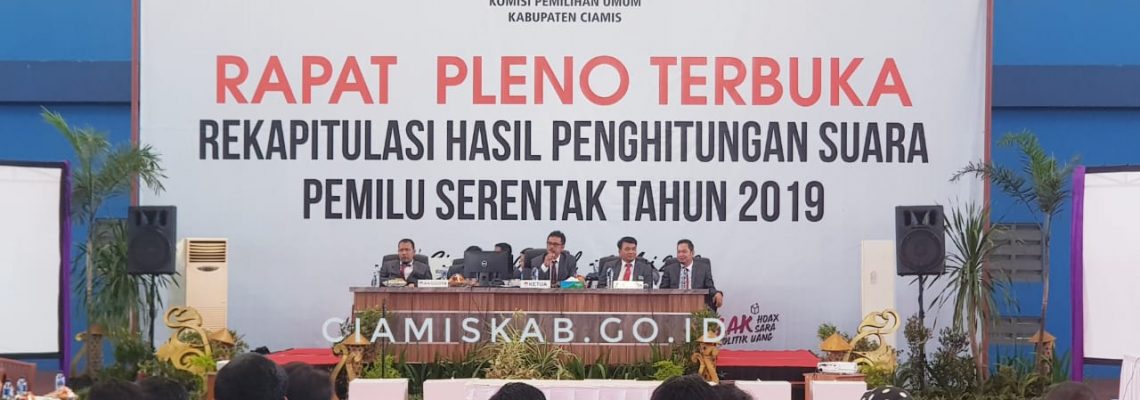 KOMISI PEMILIHAN UMUM
KABUPATEN CIAMIS
RAPAT PLENO TERBUKA
REKAPITULASI HASIL PENGHITUNGAN SUARA
PEMILU SERENTAK TAHUN 2019
KETUA
CIAMISKAB.GO.ID
HOAX
SARA
POLITIK UANG